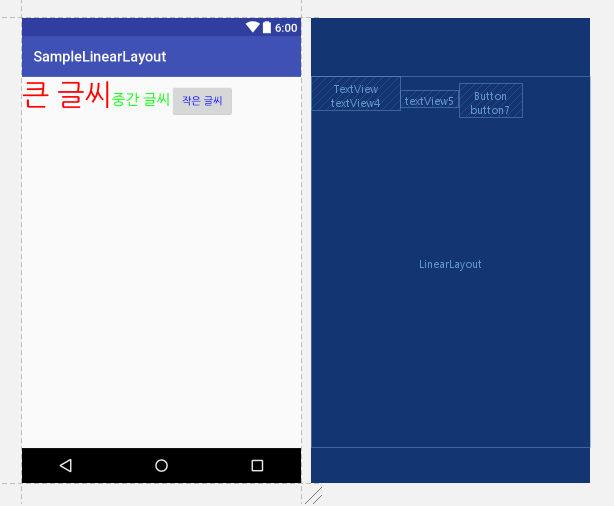 6:00
SampleLinearLayout
큰 글씨 중간 글씨 작은 글씨
TextView
textView4
textView5
Button
button7
LinearLayout